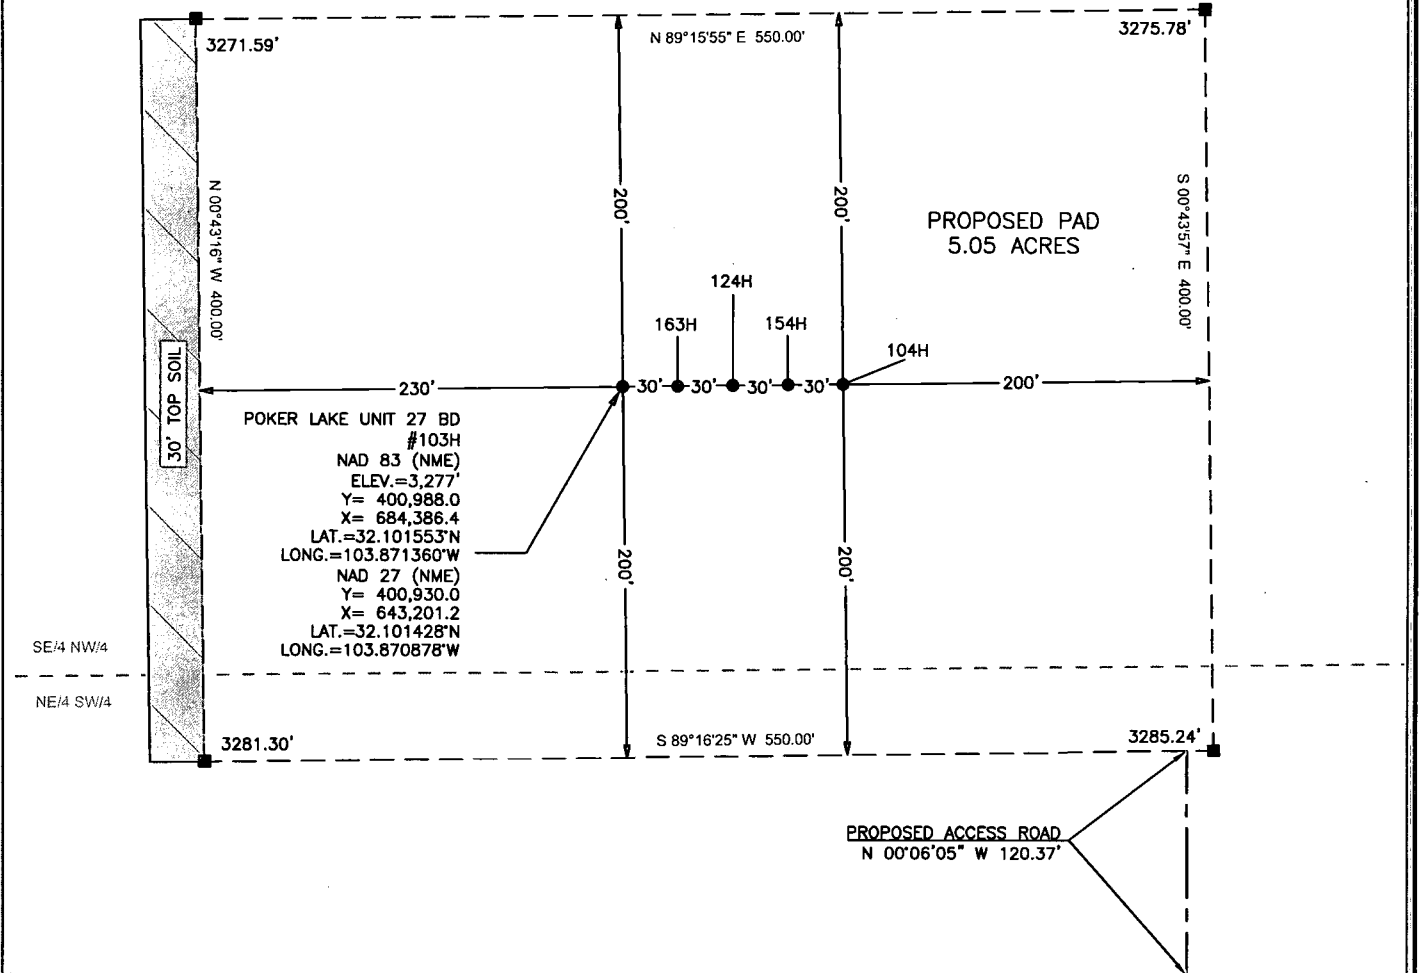 3271.59'
N 89°15'55" E 550.00'
3275.78'
N 00°43'16" W 400.00'
200'
200'
S 00°43'57" E 400.00'
PROPOSED PAD
5.05 ACRES
124H
163H
154H
104H
30' TOP SOIL
230'
30'
30'
30'
30'
200'
POKER LAKE UNIT 27 BD
#103H
NAD 83 (NME)
ELEV.=3,277'
Y= 400,988.0
X= 684,386.4
LAT.=32.101553°N
LONG.=103.871360°W
NAD 27 (NME)
Y= 400,930.0
X= 643,201.2
LAT.=32.101428°N
LONG.=103.870878°W
200'
200'
SE/4 NW/4
NE/4 SW/4
3281.30'
S 89°16'25" W 550.00'
3285.24'
PROPOSED ACCESS ROAD
N 00°06'05" W 120.37'